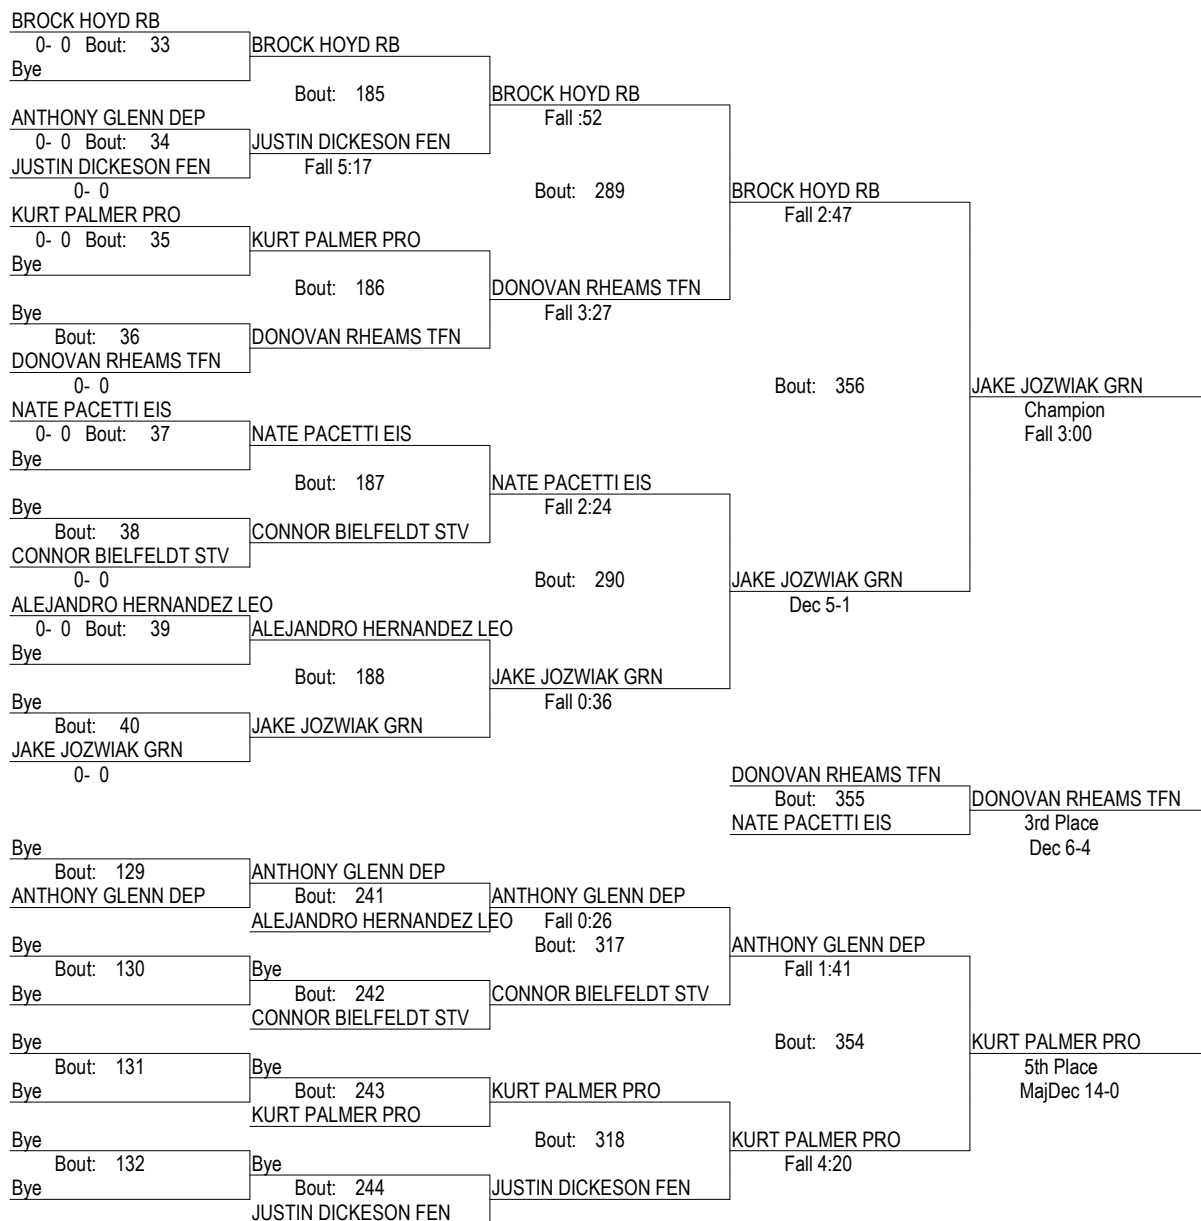 BROCK HOYD RB
0- 0 Bout: 33
BROCK HOYD RB
Bye
Bout: 185
BROCK HOYD RB
ANTHONY GLENN DEP
Fall :52
0- 0 Bout: 34
JUSTIN DICKESON FEN
JUSTIN DICKESON FEN
Fall 5:17
0- 0
Bout: 289
BROCK HOYD RB
KURT PALMER PRO
Fall 2:47
0- 0 Bout: 35
KURT PALMER PRO
Bye
Bout: 186
DONOVAN RHEAMS TFN
Bye
Fall 3:27
Bout: 36
DONOVAN RHEAMS TFN
DONOVAN RHEAMS TFN
0- 0
Bout: 356
JAKE JOZWIAK GRN
NATE PACETTI EIS
Champion
0- 0 Bout: 37
NATE PACETTI EIS
Fall 3:00
Bye
Bout: 187
NATE PACETTI EIS
Bye
Fall 2:24
Bout: 38
CONNOR BIELFELDT STV
CONNOR BIELFELDT STV
0- 0
Bout: 290
JAKE JOZWIAK GRN
ALEJANDRO HERNANDEZ LEO
Dec 5-1
0- 0 Bout: 39
ALEJANDRO HERNANDEZ LEO
Bye
Bout: 188
JAKE JOZWIAK GRN
Bye
Fall 0:36
Bout: 40
JAKE JOZWIAK GRN
JAKE JOZWIAK GRN
0- 0
DONOVAN RHEAMS TFN
Bout: 355
DONOVAN RHEAMS TFN
NATE PACETTI EIS
3rd Place
Bye
Dec 6-4
Bout: 129
ANTHONY GLENN DEP
ANTHONY GLENN DEP
Bout: 241
ANTHONY GLENN DEP
ALEJANDRO HERNANDEZ LEO
Fall 0:26
Bye
Bout: 317
ANTHONY GLENN DEP
Bout: 130
Bye
Fall 1:41
Bye
Bout: 242
CONNOR BIELFELDT STV
CONNOR BIELFELDT STV
Bye
Bout: 354
KURT PALMER PRO
Bout: 131
Bye
5th Place
Bye
Bout: 243
KURT PALMER PRO
MajDec 14-0
KURT PALMER PRO
Bye
Bout: 318
KURT PALMER PRO
Bout: 132
Bye
Fall 4:20
Bye
Bout: 244
JUSTIN DICKESON FEN
JUSTIN DICKESON FEN